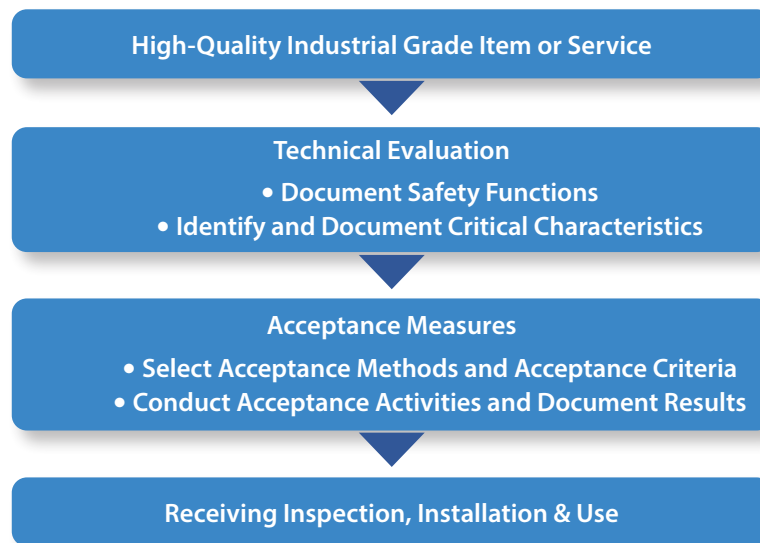 High-Quality Industrial Grade Item or Service
Technical Evaluation
• Document Safety Functions
• Identify and Document Critical Characteristics
Acceptance Measures
• Select Acceptance Methods and Acceptance Criteria
• Conduct Acceptance Activities and Document Results
Receiving Inspection, Installation & Use